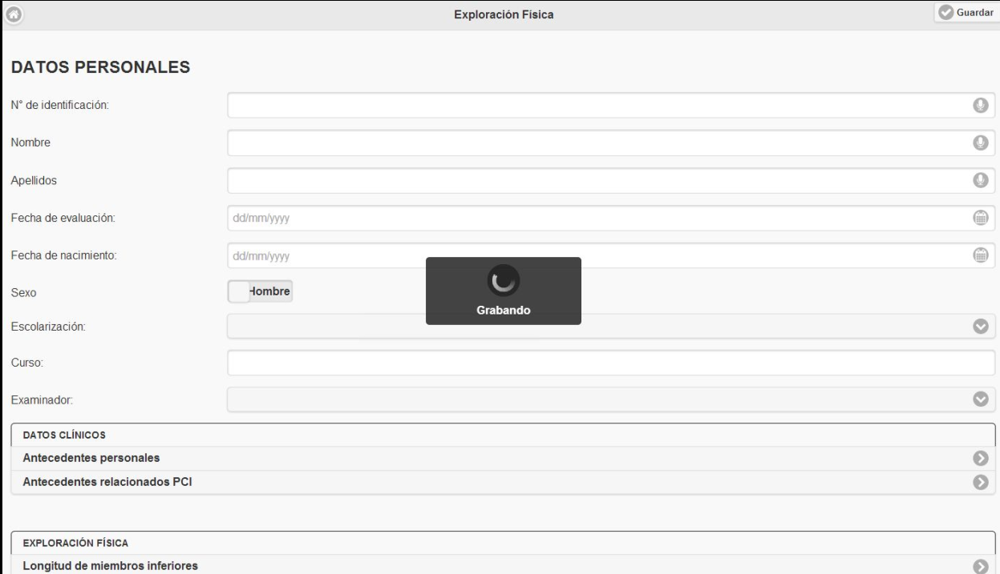 Exploración Física
Guardar
DATOS PERSONALES
N° de identificación:
Nombre
Apellidos
Fecha de evaluación:
dd/mm/yyyy
Fecha de nacimiento:
dd/mm/yyyy
Sexo
Hombre
Grabando
Escolarización:
Curso:
Examinador:
DATOS CLÍNICOS
Antecedentes personales
Antecedentes relacionados PCI
EXPLORACIÓN FÍSICA
Longitud de miembros inferiores